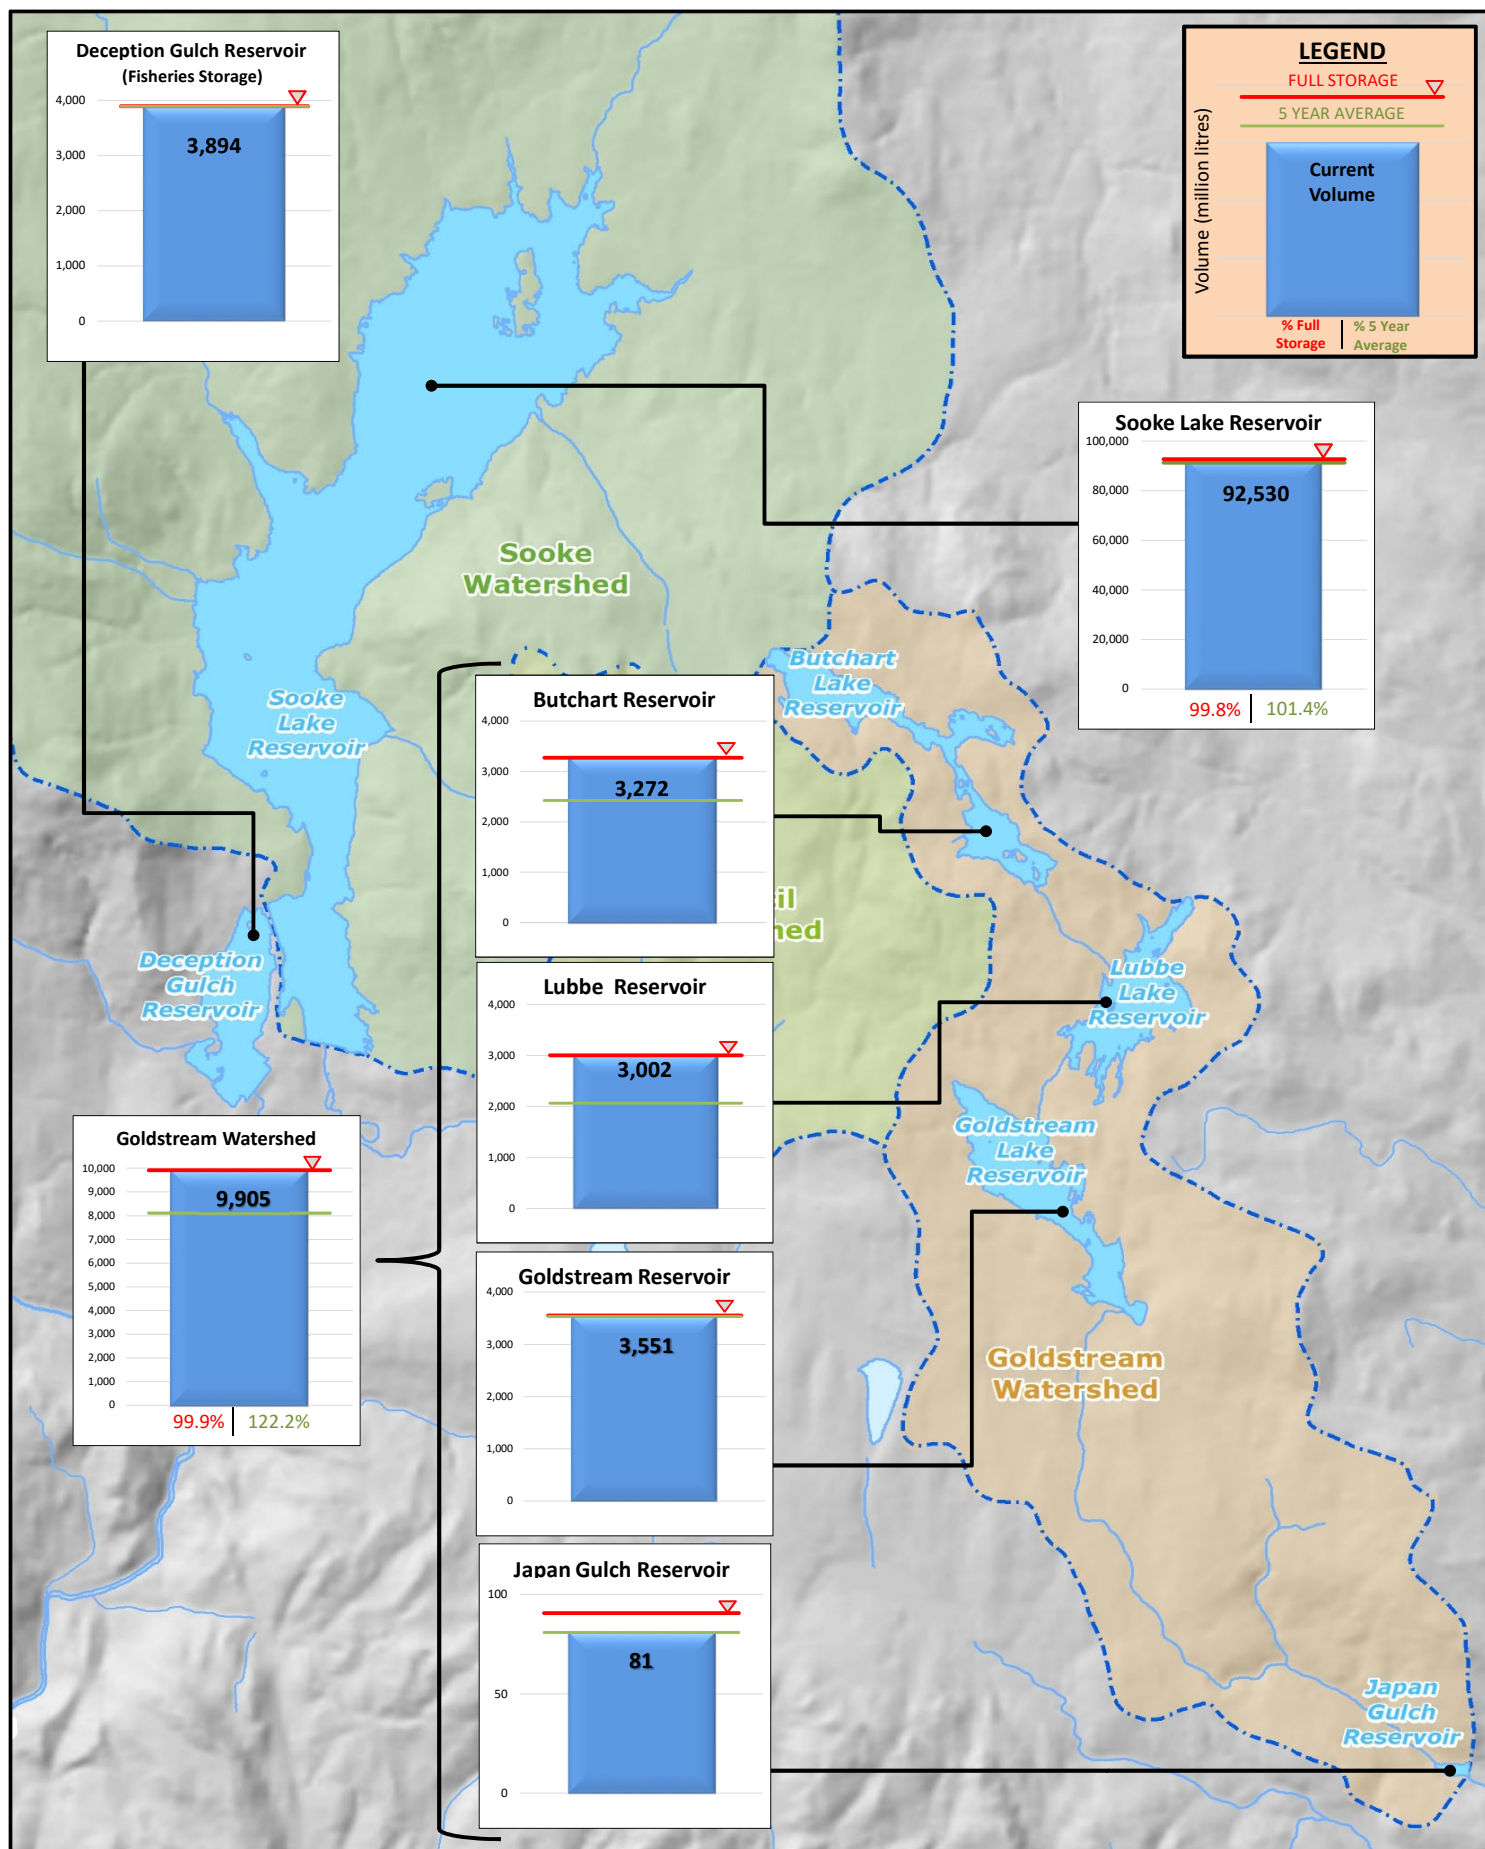 Deception Gulch Reservoir
(Fisheries Storage)
4,000
3,000
2,000
1,000
0
3,894
LEGEND
FULL STORAGE
5 YEAR AVERAGE
Current
Volume
Volume (million litres)
% Full
Storage
% 5 Year
Average
Sooke Lake Reservoir
100,000
80,000
60,000
40,000
20,000
0
92,530
99.8%
101.4%
Sooke
Watershed
Sooke
Lake
Reservoir
Butchart
Lake
Reservoir
Butchart Reservoir
4,000
3,000
2,000
1,000
0
3,272
Deception
Gulch
Reservoir
Lubbe
Lake
Reservoir
Lubbe Reservoir
4,000
3,000
2,000
1,000
0
3,002
Goldstream
Lake
Reservoir
Goldstream Watershed
10,000
9,000
8,000
7,000
6,000
5,000
4,000
3,000
2,000
1,000
0
9,905
99.9%
122.2%
Goldstream Reservoir
4,000
3,000
2,000
1,000
0
3,551
Goldstream
Watershed
Japan Gulch Reservoir
100
50
0
81
Japan
Gulch
Reservoir